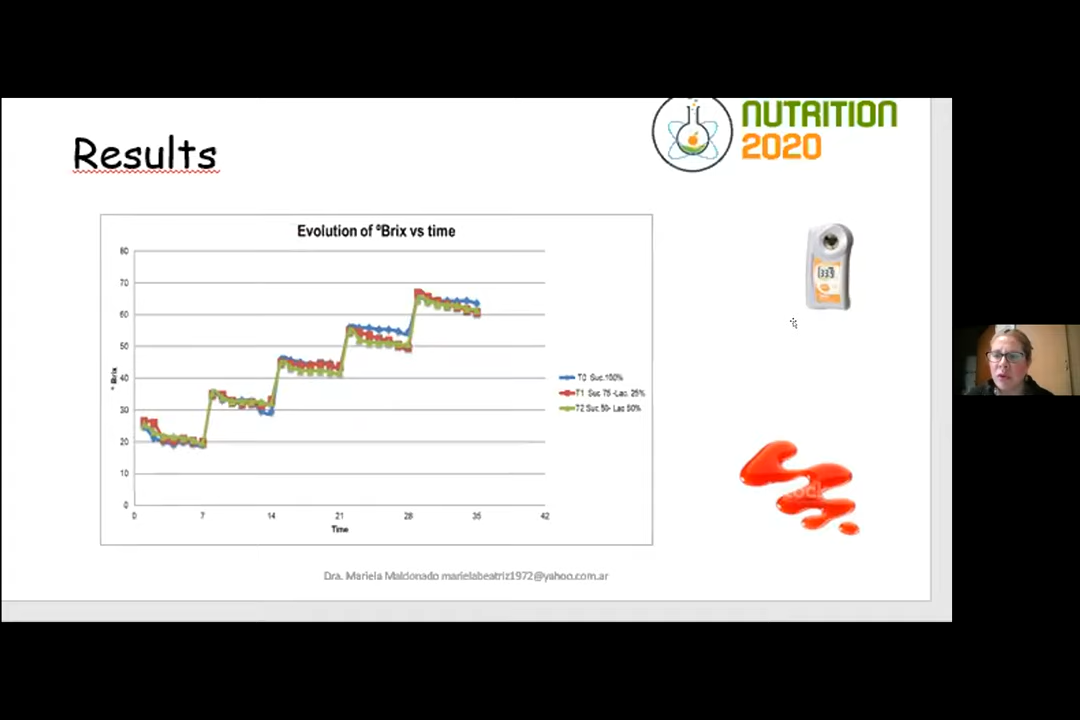 NUTRITION
2020
Results
Evolution of ºBrix vs time
80
70
60
50
40
30
20
10
0
° Brix
0 7 14 21 28 35 42
Time
T0 Suc.100%
T1 Suc 75 -Lac. 25%
T2 Suc 50- Lac 50%
Dra. Mariela Maldonado marielabeatriz1972@yahoo.com.ar